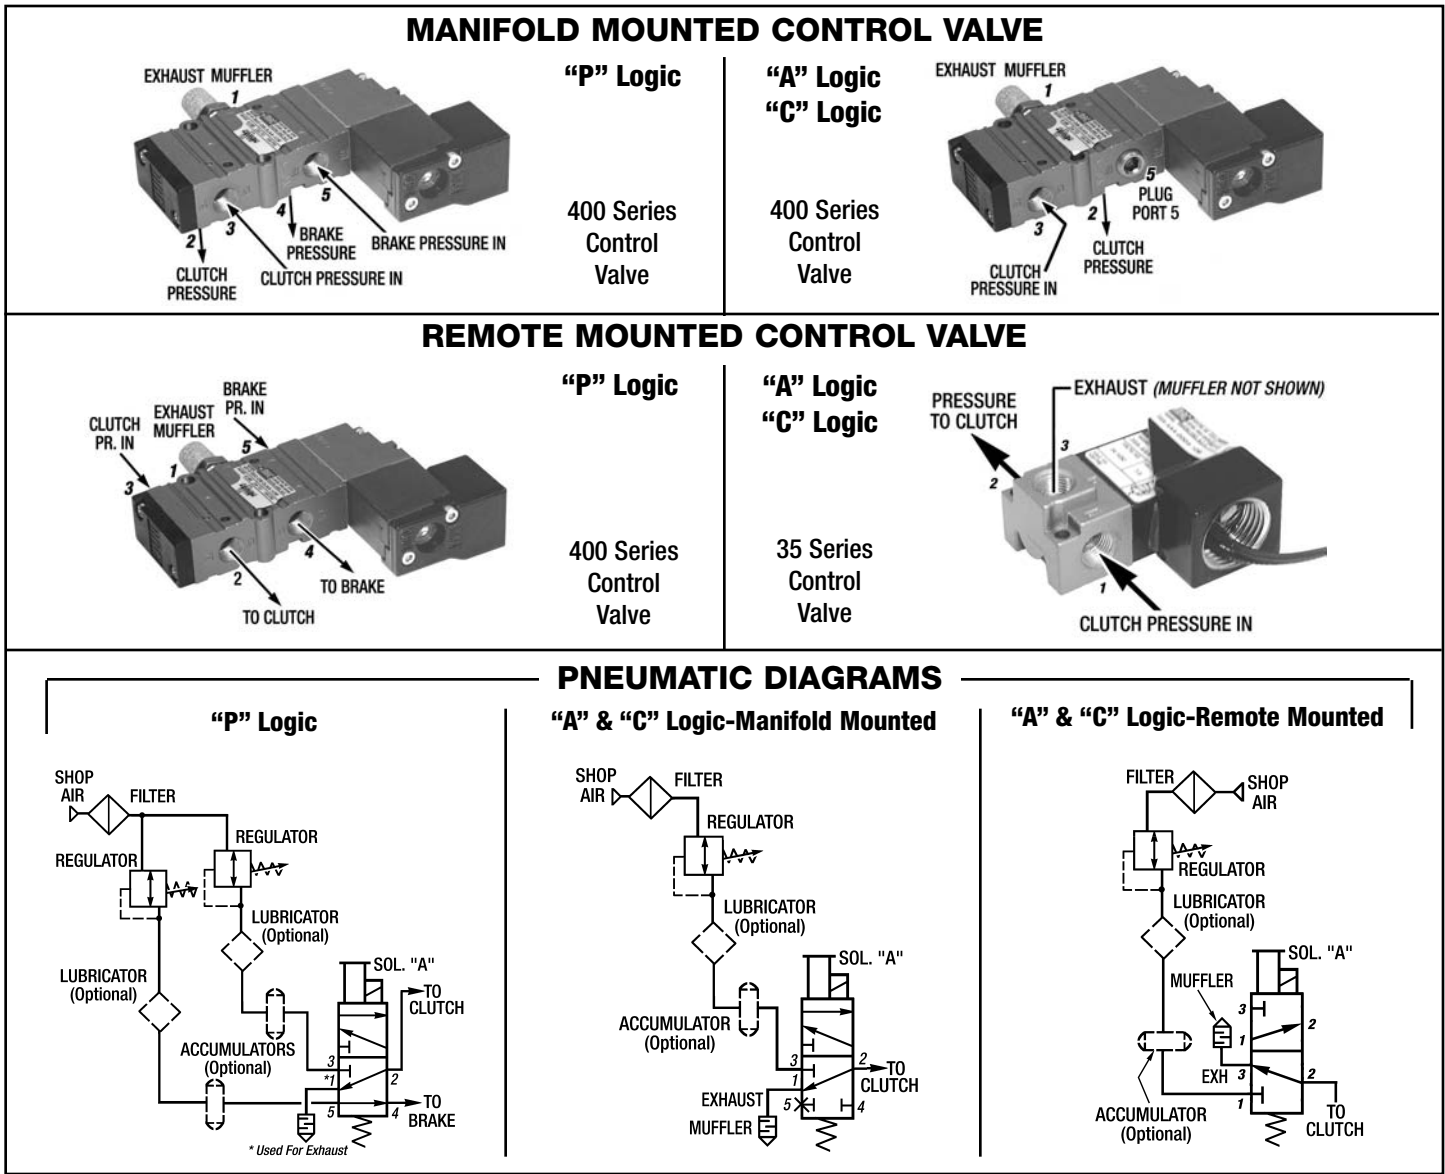 MANIFOLD MOUNTED CONTROL VALVE
EXHAUST MUFFLER
1
5
4
3
2
BRAKE
PRESSURE
BRAKE PRESSURE IN
CLUTCH
PRESSURE
CLUTCH PRESSURE IN
“P” Logic
400 Series
Control
Valve
“A” Logic
“C” Logic
400 Series
Control
Valve
EXHAUST MUFFLER
1
5
PLUG
PORT 5
2
3
CLUTCH
PRESSURE
CLUTCH
PRESSURE IN
REMOTE MOUNTED CONTROL VALVE
BRAKE
PR. IN
CLUTCH
PR. IN
EXHAUST
MUFFLER
5
1
3
4
2
TO BRAKE
TO CLUTCH
“P” Logic
400 Series
Control
Valve
“A” Logic
“C” Logic
35 Series
Control
Valve
PRESSURE
TO CLUTCH
EXHAUST (MUFFLER NOT SHOWN)
3
2
1
CLUTCH PRESSURE IN
PNEUMATIC DIAGRAMS
“P” Logic
SHOP
AIR
FILTER
REGULATOR
REGULATOR
LUBRICATOR
(Optional)
LUBRICATOR
(Optional)
SOL. "A"
TO
CLUTCH
ACCUMULATORS
(Optional)
3
*1
2
5
4
TO
BRAKE
* Used For Exhaust
“A” & “C” Logic-Manifold Mounted
SHOP
AIR
FILTER
REGULATOR
LUBRICATOR
(Optional)
SOL. "A"
ACCUMULATOR
(Optional)
3
2
TO
CLUTCH
1
EXHAUST
5
4
MUFFLER
“A” & “C” Logic-Remote Mounted
FILTER
SHOP
AIR
REGULATOR
LUBRICATOR
(Optional)
SOL. "A"
MUFFLER
3
2
1
EXH
3
2
1
ACCUMULATOR
(Optional)
TO
CLUTCH